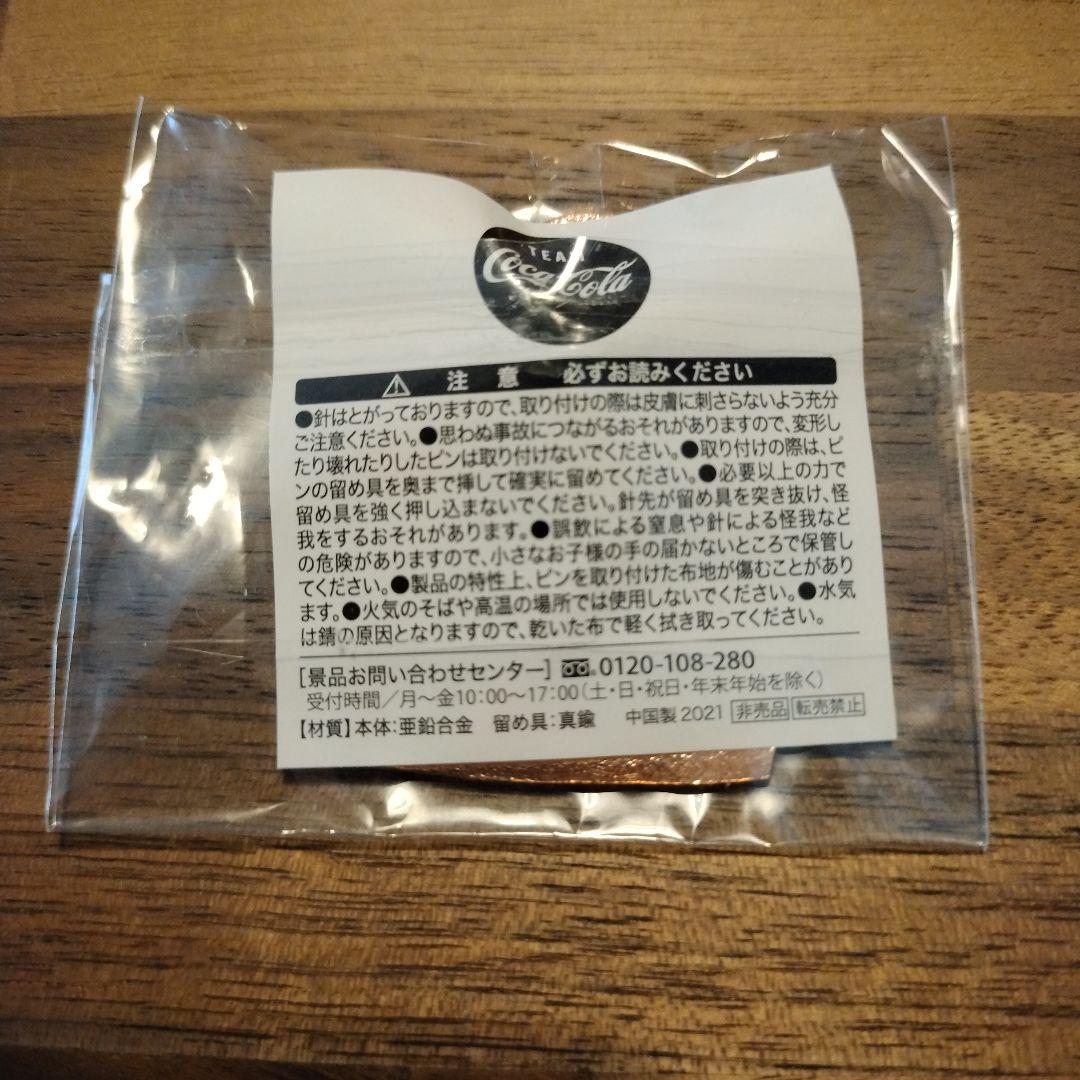 TEAM
Coca-Cola
注意 必ずお読みください
●針はとがっておりますので、取り付けの際は皮膚に刺さらないよう充分
ご注意ください。●思わぬ事故につながるおそれがありますので、変形し
たり壊れたりしたピンは取り付けないでください。●取り付けの際は、ピ
ンの留め具を奥まで挿して確実に留めてください。●必要以上の力で
留め具を強く押し込まないでください。針先が留め具を突き抜け、怪
我をするおそれがあります。●誤飲による窒息や針による怪我など
の危険がありますので、小さなお子様の手の届かないところで保管し
てください。●製品の特性上、ピンを取り付けた布地が傷むことがあり
ます。●火気のそばや高温の場所では使用しないでください。●水気
は錆の原因となりますので、乾いた布で軽く拭き取ってください。
[景品お問い合わせセンター] 0120-108-280
受付時間/月〜金10:00〜17:00(土・日・祝日・年末年始を除く)
【材質】本体:亜鉛合金 留め具:真鍮 中国製 2021 非売品 転売禁止